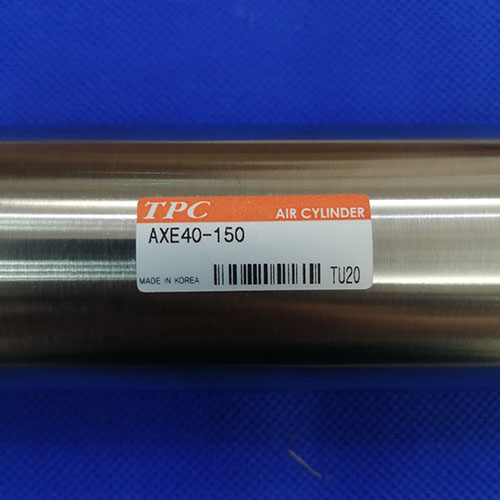 TPC AIR CYLINDER
AXE40-150
MADE IN KOREA TU20